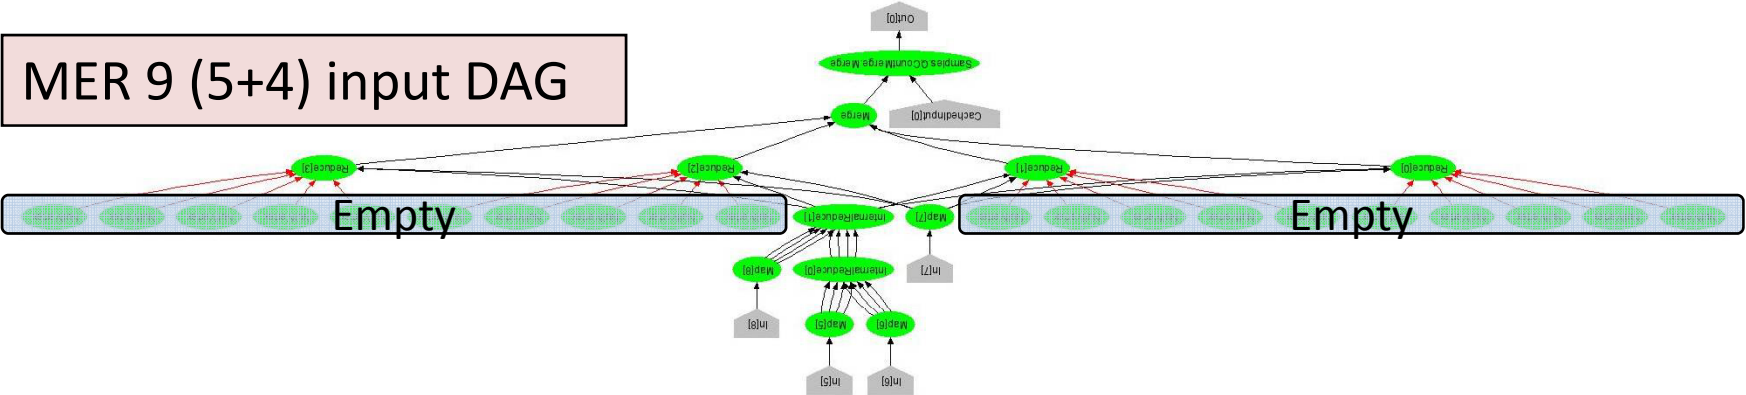 Out[0]
Samples.QCountMerge.Merge
MER 9 (5+4) input DAG
CachedInput[0]
Merge
Reduce[3]
Reduce[2]
Reduce[1]
Reduce[0]
Empty
InternalReduce[1]
Map[7]
Empty
Map[8]
InternalReduce[0]
In[7]
In[8]
Map[5]
Map[6]
In[5]
In[6]